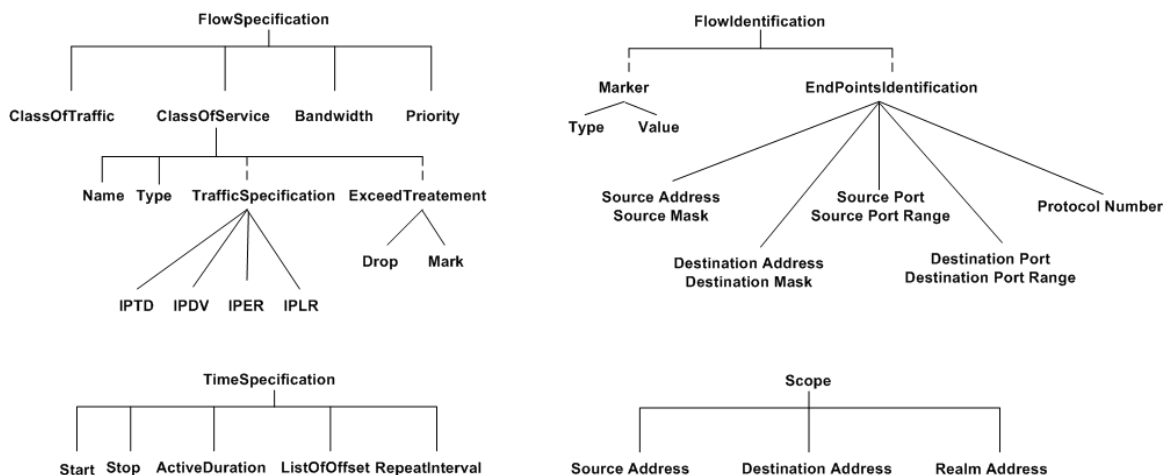 FlowSpecification
ClassOfTraffic ClassOfService Bandwidth Priority
Name Type TrafficSpecification ExceedTreatement
Drop Mark
IPTD IPDV IPER IPLR
FlowIdentification
Marker EndPointsIdentification
Type Value
Source Address
Source Mask
Source Port
Source Port Range
Protocol Number
Destination Address
Destination Mask
Destination Port
Destination Port Range
TimeSpecification
Start Stop ActiveDuration ListOfOffset RepeatInterval
Scope
Source Address Destination Address Realm Address